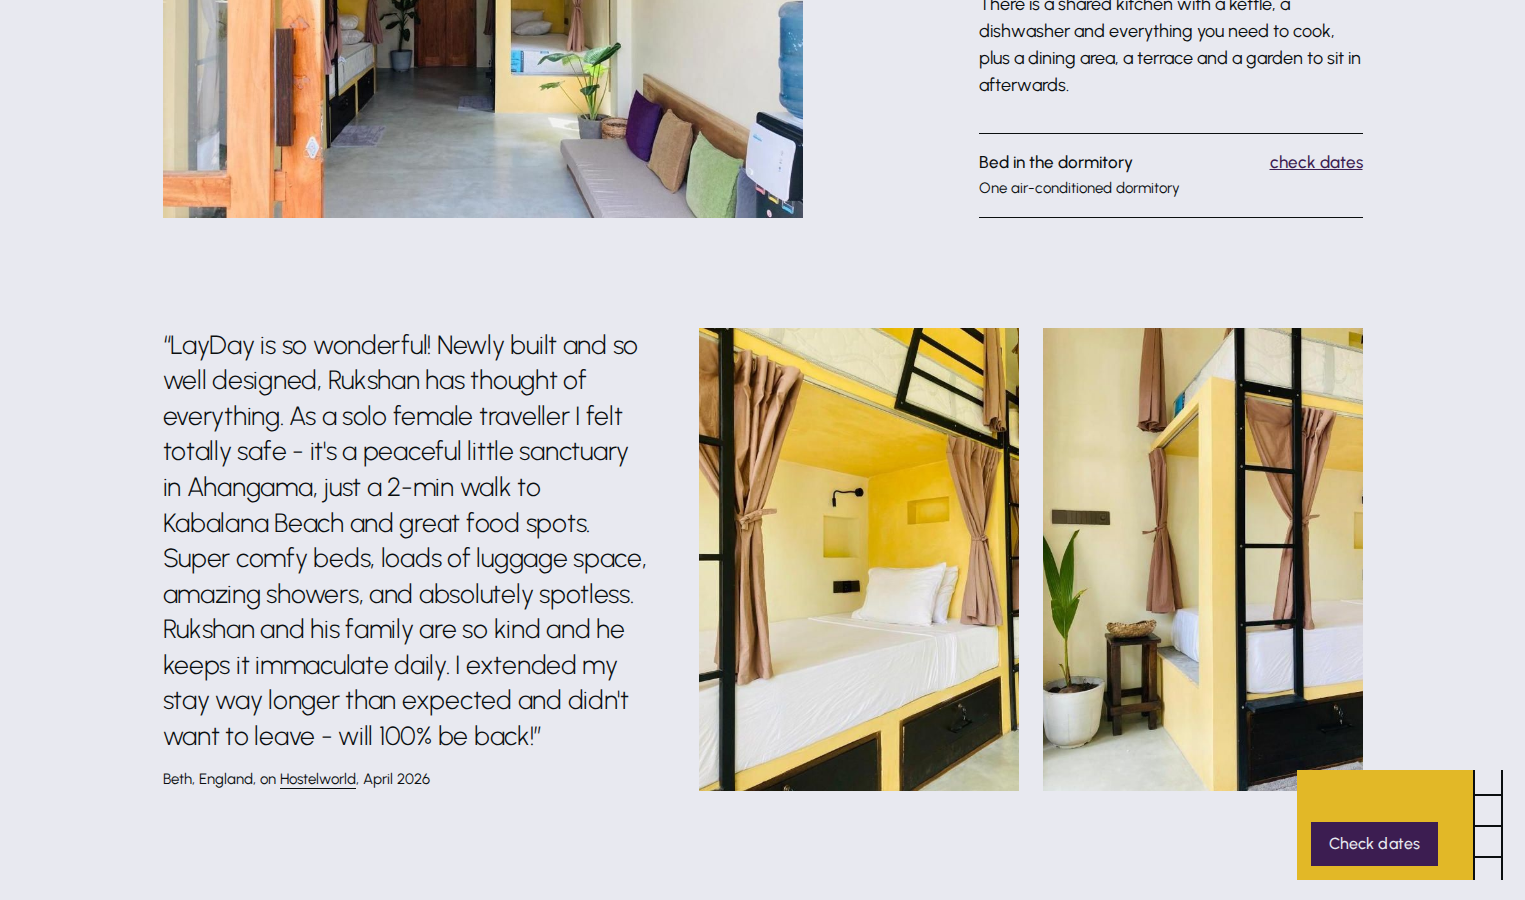 There is a shared kitchen with a kettle, a
dishwasher and everything you need to cook,
plus a dining area, a terrace and a garden to sit in
afterwards.
Bed in the dormitory
check dates
One air-conditioned dormitory
“LayDay is so wonderful! Newly built and so
well designed, Rukshan has thought of
everything. As a solo female traveller I felt
totally safe - it's a peaceful little sanctuary
in Ahangama, just a 2-min walk to
Kabalana Beach and great food spots.
Super comfy beds, loads of luggage space,
amazing showers, and absolutely spotless.
Rukshan and his family are so kind and he
keeps it immaculate daily. I extended my
stay way longer than expected and didn't
want to leave - will 100% be back!”
Beth, England, on Hostelworld, April 2026
Check dates